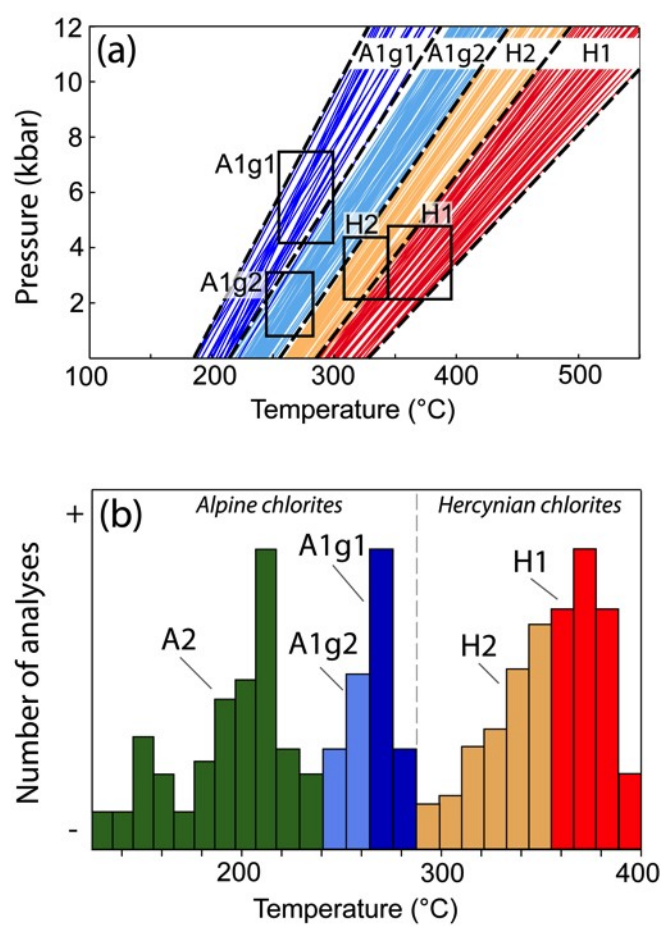 (a)
12
10
8
6
4
2
Pressure (kbar)
A1g1 A1g2 H2 H1
A1g1
H2 H1
A1g2
100 200 300 400 500
Temperature (°C)
(b)
Alpine chlorites Hercynian chlorites
+
-
Number of analyses
A1g1
H1
A2 A1g2 H2
200 300 400
Temperature (°C)